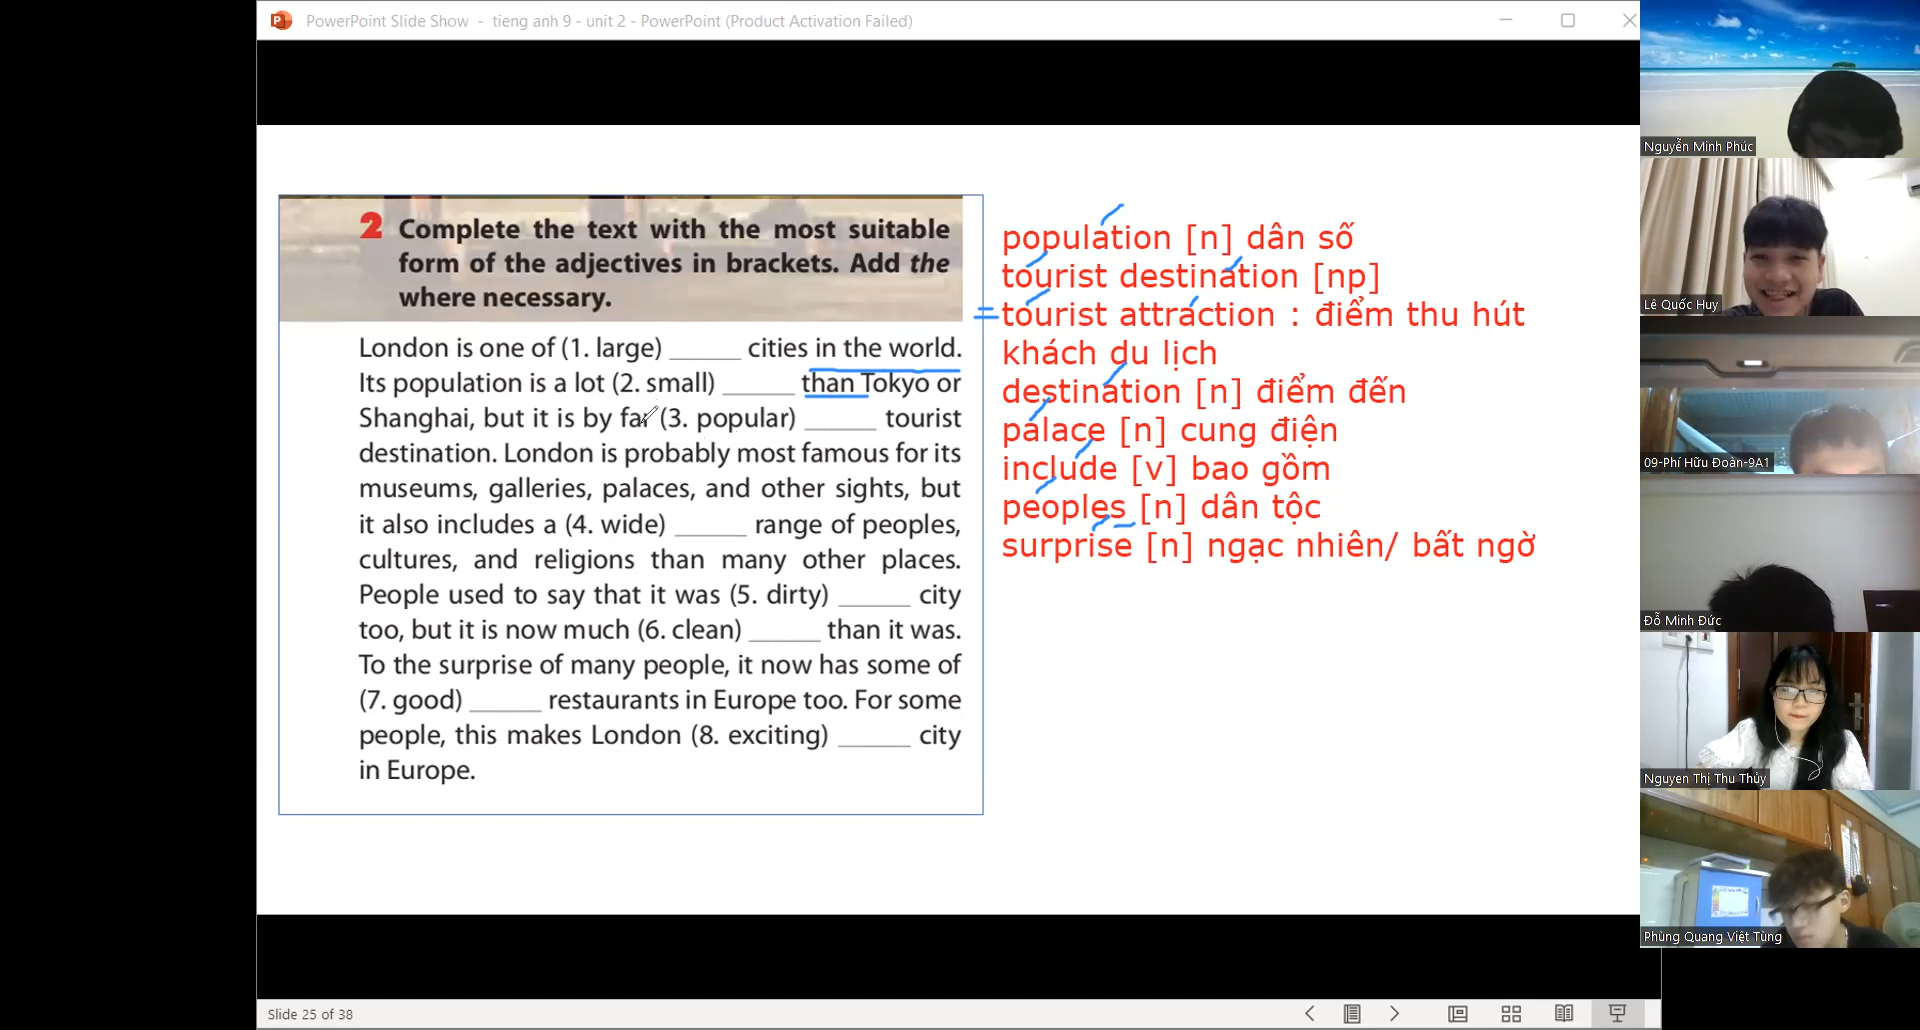 PowerPoint Slide Show - tieng anh 9 - unit 2 - PowerPoint (Product Activation Failed)
2 Complete the text with the most suitable
form of the adjectives in brackets. Add the
where necessary.
London is one of (1. large) ______ cities in the world.
Its population is a lot (2. small) ______ than Tokyo or
Shanghai, but it is by far (3. popular) ______ tourist
destination. London is probably most famous for its
museums, galleries, palaces, and other sights, but
it also includes a (4. wide) ______ range of peoples,
cultures, and religions than many other places.
People used to say that it was (5. dirty) ______ city
too, but it is now much (6. clean) ______ than it was.
To the surprise of many people, it now has some of
(7. good) ______ restaurants in Europe too. For some
people, this makes London (8. exciting) ______ city
in Europe.
population [n] dân số
tourist destination [np]
= tourist attraction : điểm thu hút
khách du lịch
destination [n] điểm đến
palace [n] cung điện
include [v] bao gồm
peoples [n] dân tộc
surprise [n] ngạc nhiên/ bất ngờ
Nguyễn Minh Phúc
Lê Quốc Huy
09-Phí Hữu Đoàn-9A1
Đỗ Minh Đức
Nguyen Thị Thu Thủy
Phùng Quang Việt Tùng
Slide 25 of 38